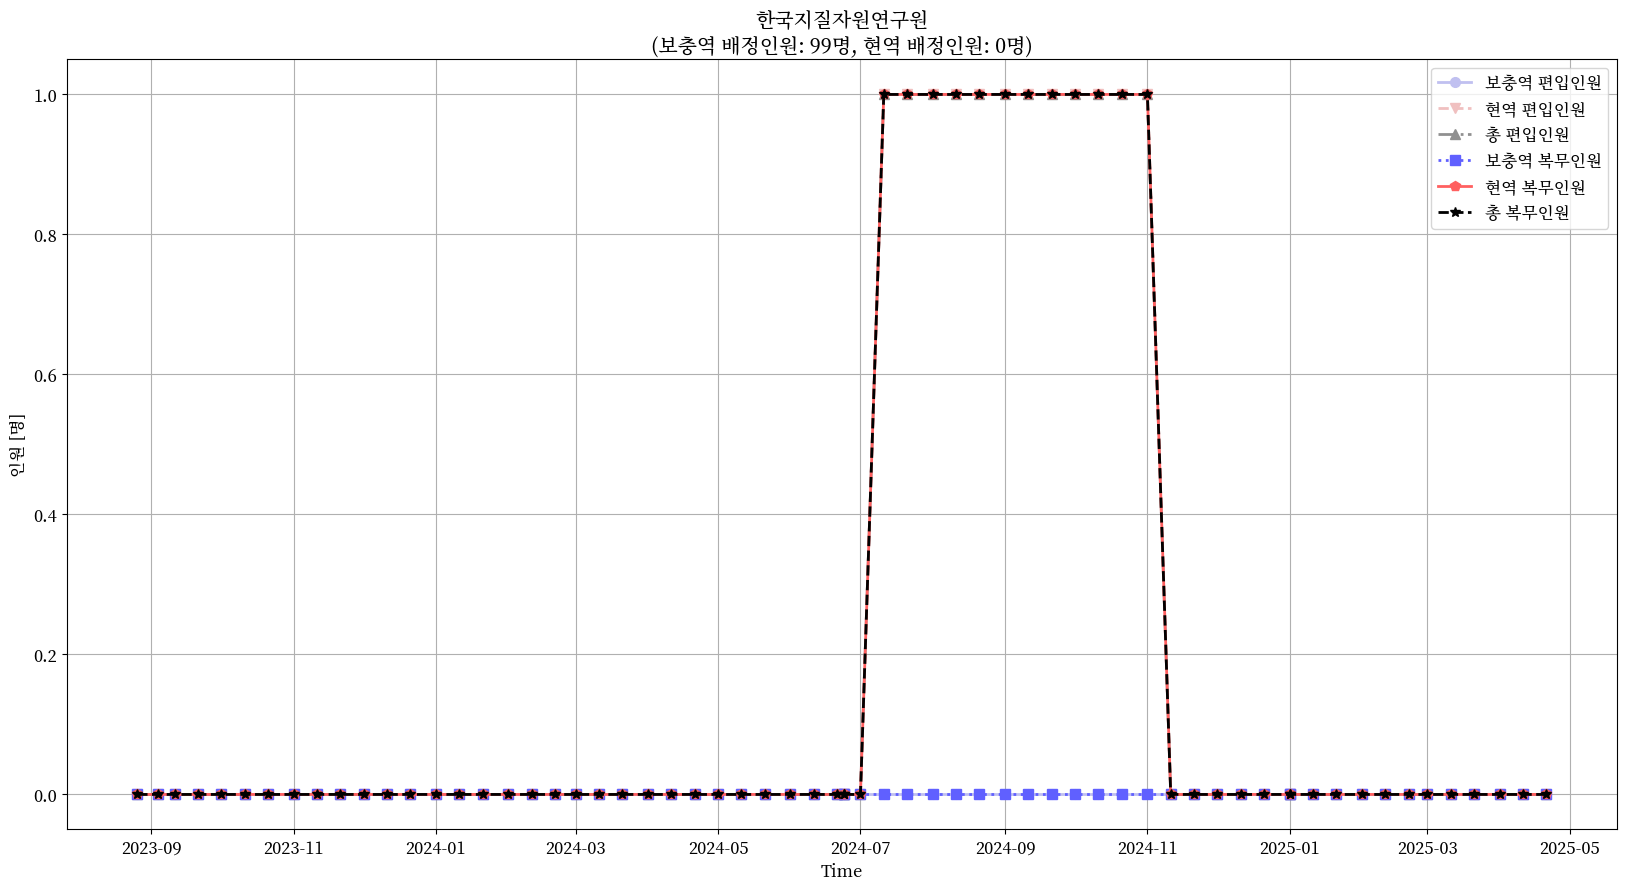 한국지질자원연구원
(보충역 배정인원: 99명, 현역 배정인원: 0명)
보충역 편입인원
현역 편입인원
총 편입인원
보충역 복무인원
현역 복무인원
총 복무인원
인원 [명]
1.0
0.8
0.6
0.4
0.2
0.0
2023-09 2023-11 2024-01 2024-03 2024-05 2024-07 2024-09 2024-11 2025-01 2025-03 2025-05
Time